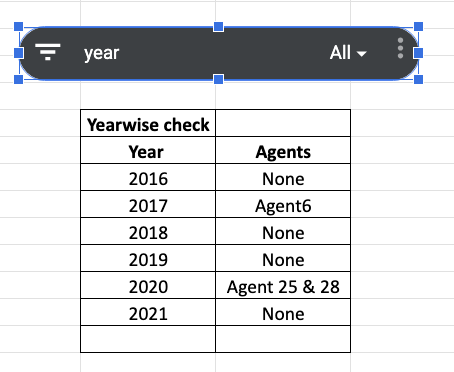 year All
Yearwise check
Year Agents
2016 None
2017 Agent6
2018 None
2019 None
2020 Agent 25 & 28
2021 None